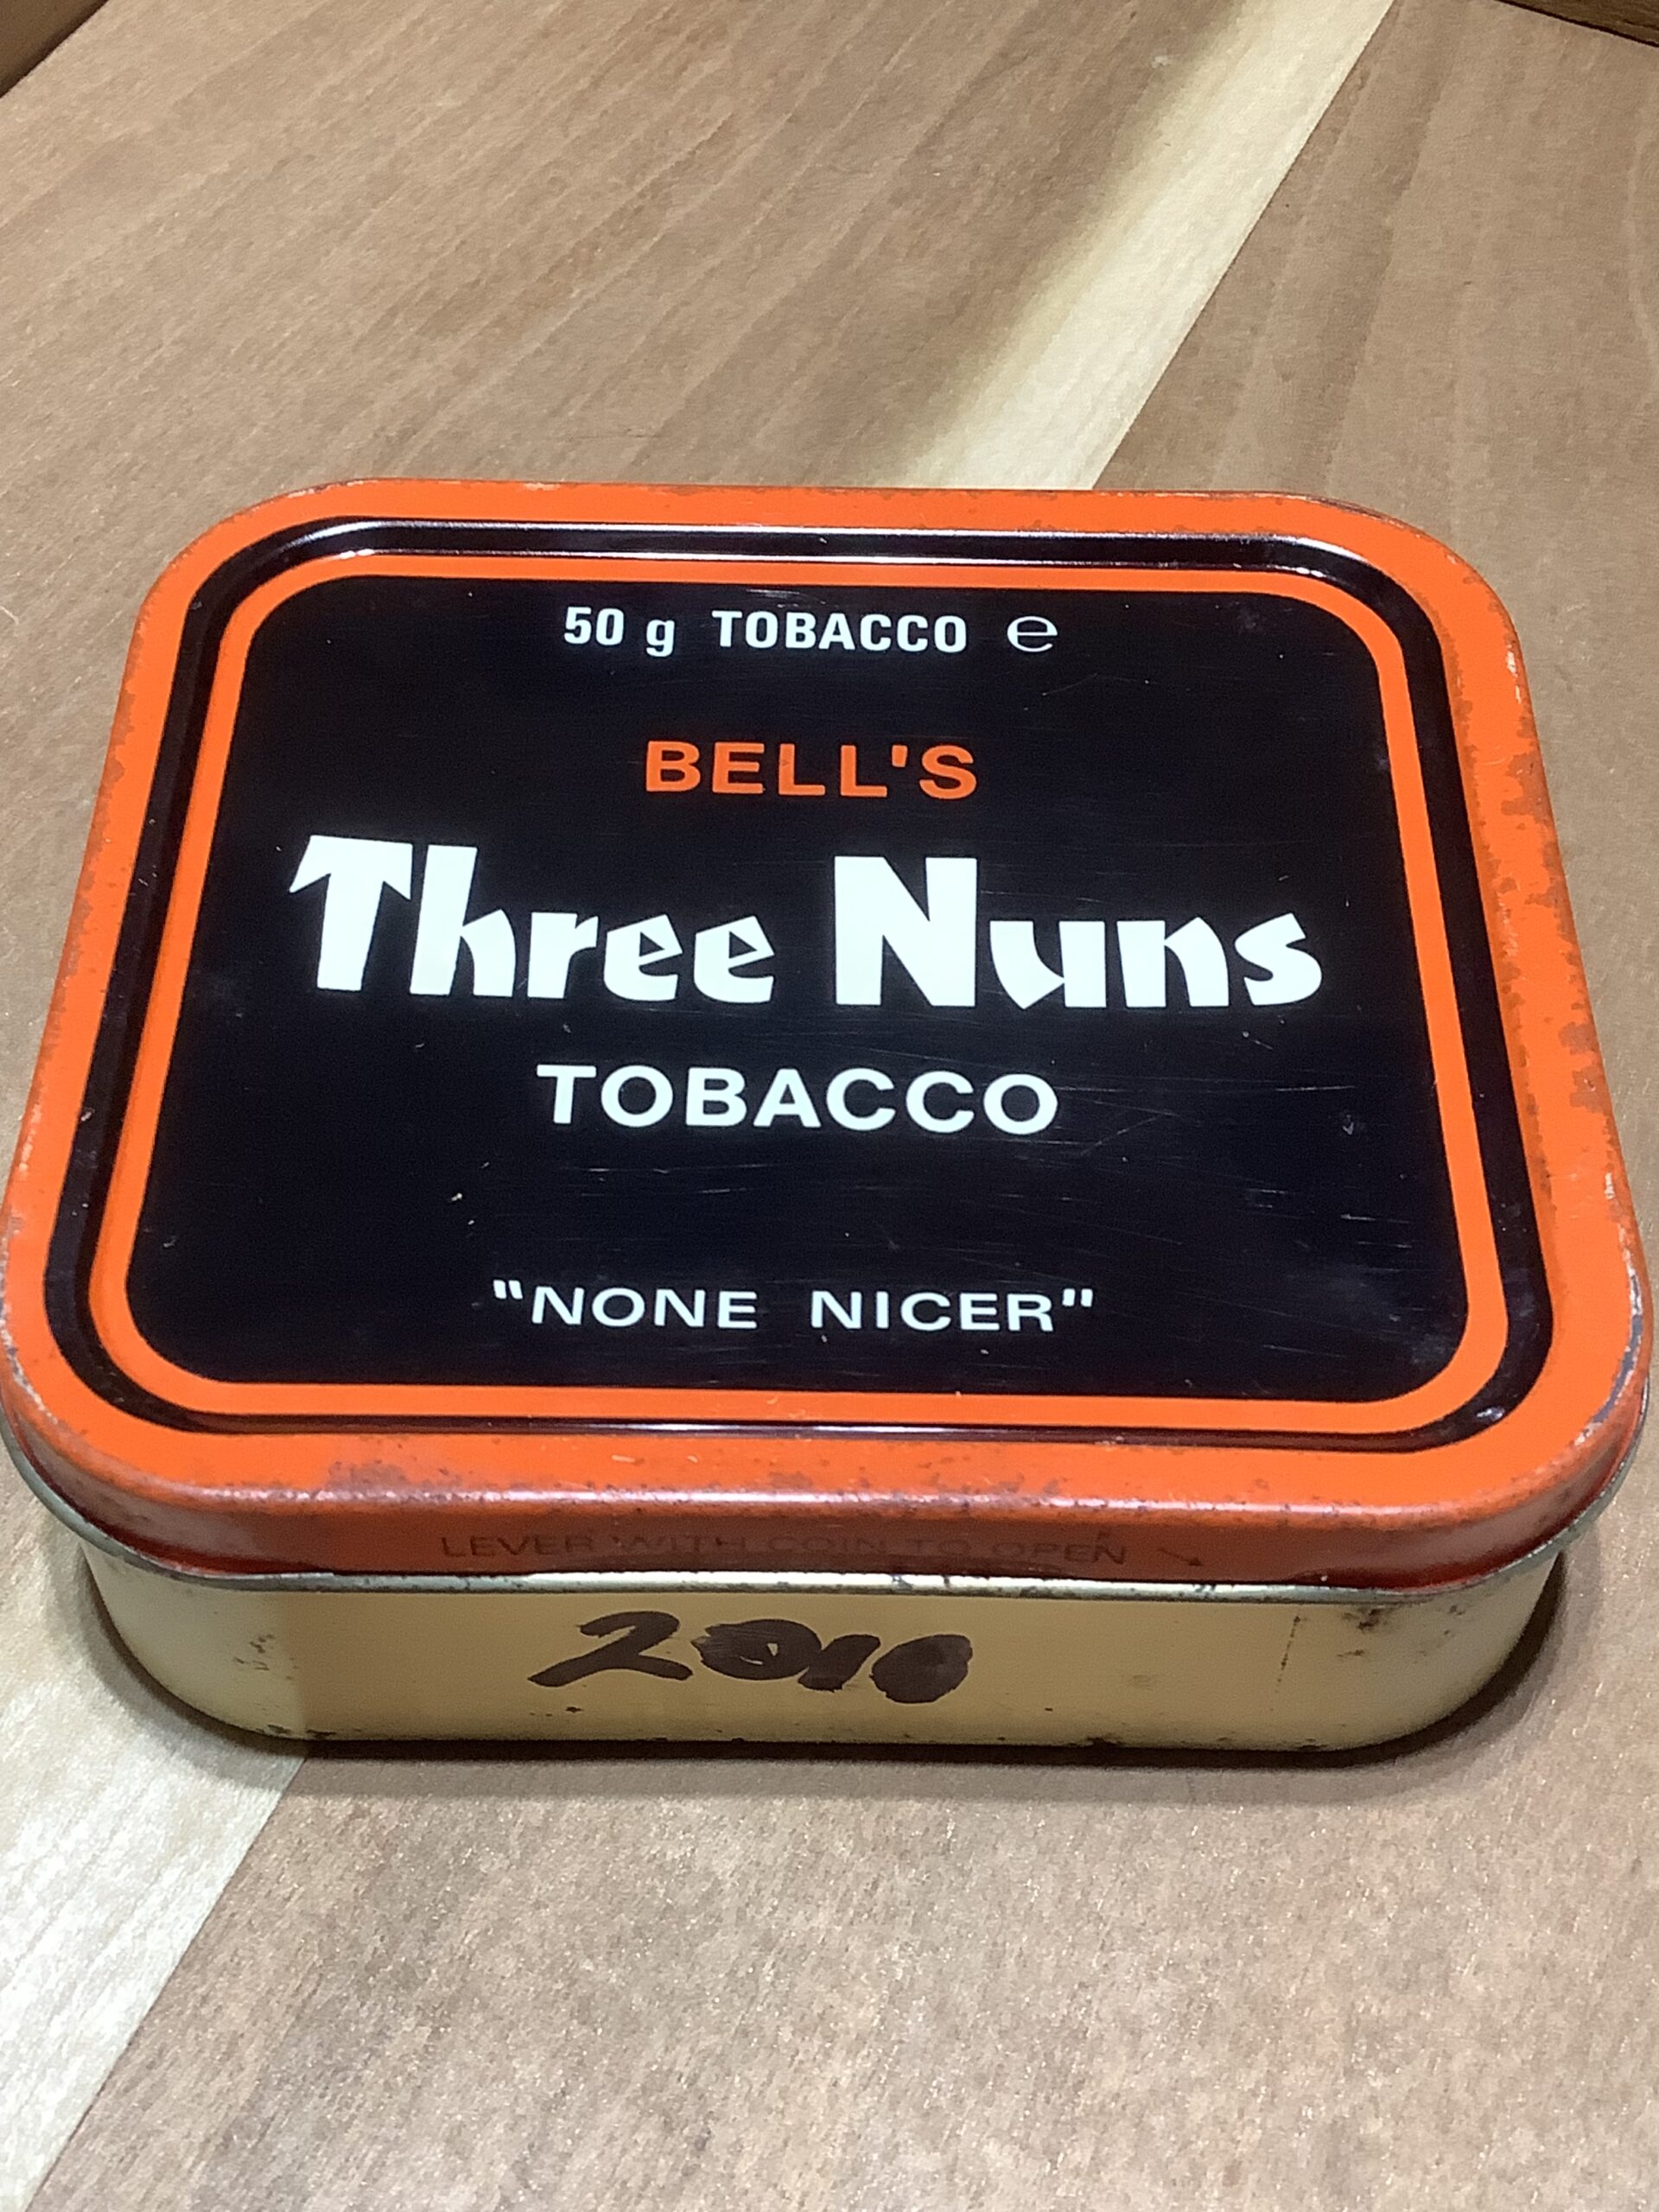 50 g TOBACCO ℮
BELL'S
Three Nuns
TOBACCO
"NONE NICER"
LEVER WITH COIN TO OPEN
2010